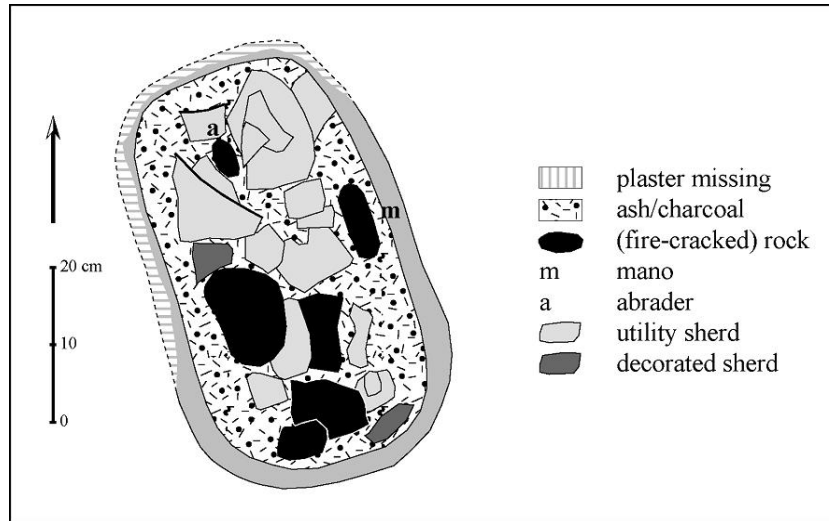 a
m
20 cm
10
0
plaster missing
ash/charcoal
(fire-cracked) rock
m mano
a abrader
utility sherd
decorated sherd